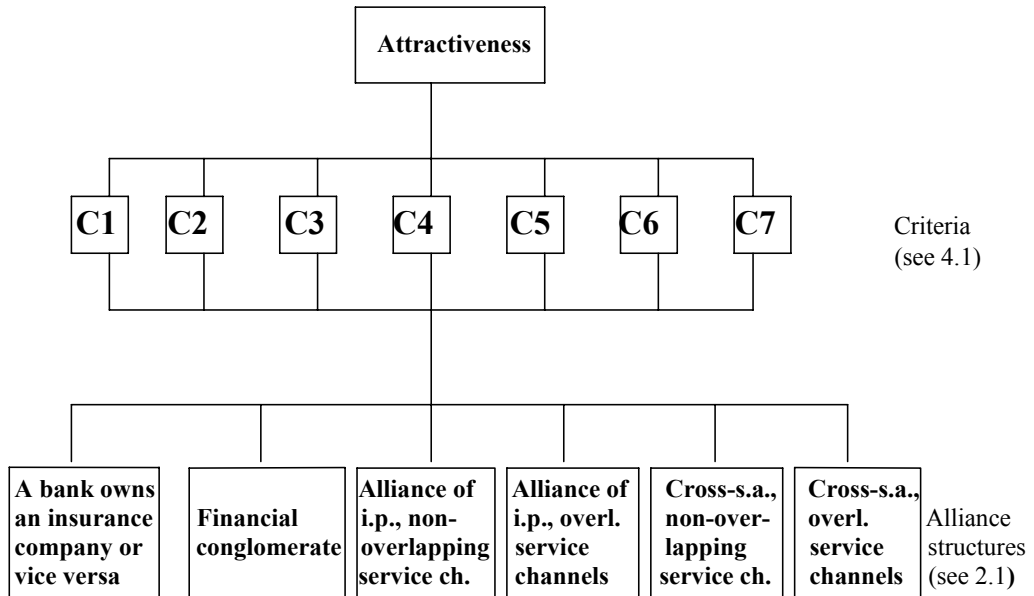 Attractiveness
C1
C2
C3
C4
C5
C6
C7
Criteria
(see 4.1)
A bank owns
an insurance
company or
vice versa
Financial
conglomerate
Alliance of
i.p., non-
overlapping
service ch.
Alliance of
i.p., overl.
service
channels
Cross-s.a.,
non-over-
lapping
service ch.
Cross-s.a.,
overl.
service
channels
Alliance
structures
(see 2.1)